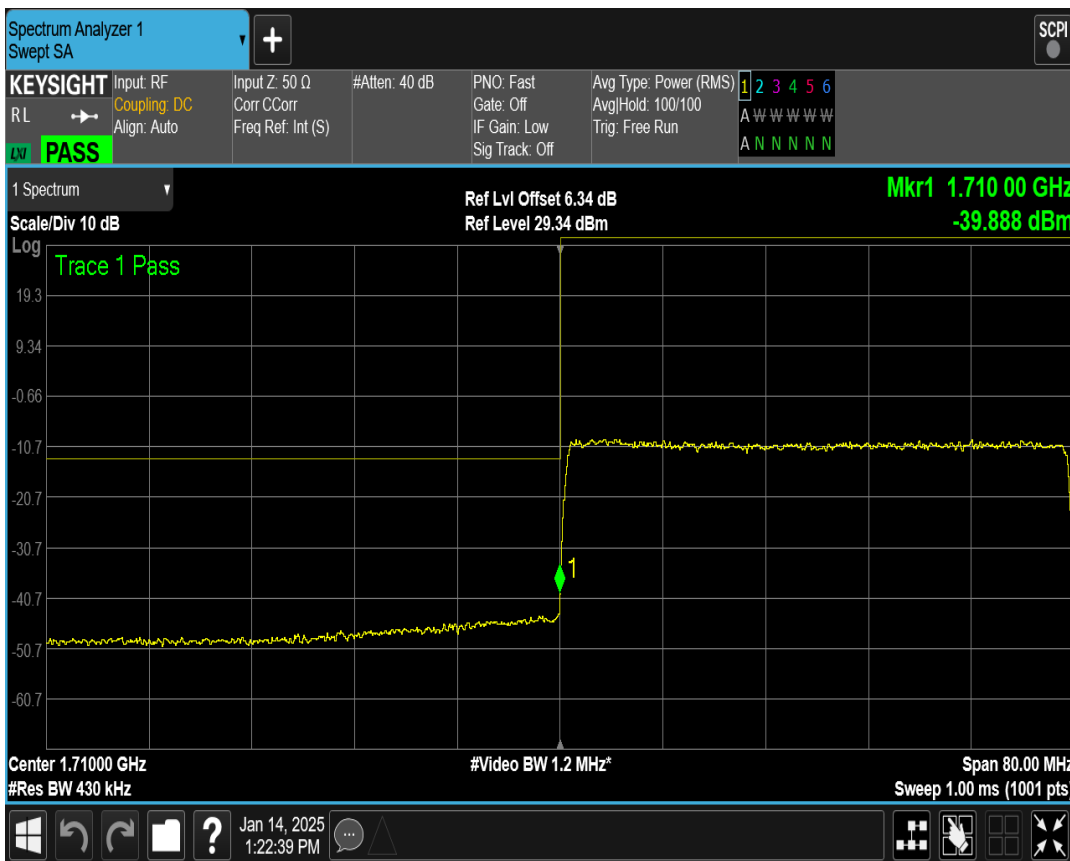 Spectrum Analyzer 1
Swept SA
+
SCPI
KEYSIGHT
RL
LXI PASS
Input: RF
Coupling: DC
Align: Auto
Input Z: 50 Ω
Corr CCorr
Freq Ref: Int (S)
#Atten: 40 dB
PNO: Fast
Gate: Off
IF Gain: Low
Sig Track: Off
Avg Type: Power (RMS)
Avg|Hold: 100/100
Trig: Free Run
1 2 3 4 5 6
A W W W W W
A N N N N N
1 Spectrum
Scale/Div 10 dB
Ref Lvl Offset 6.34 dB
Ref Level 29.34 dBm
Mkr1 1.710 00 GHz
-39.888 dBm
Log
Trace 1 Pass
19.3
9.34
-0.66
-10.7
-20.7
-30.7
-40.7
-50.7
-60.7
1
Center 1.71000 GHz
#Res BW 430 kHz
#Video BW 1.2 MHz*
Span 80.00 MHz
Sweep 1.00 ms (1001 pts)
?
Jan 14, 2025
1:22:39 PM